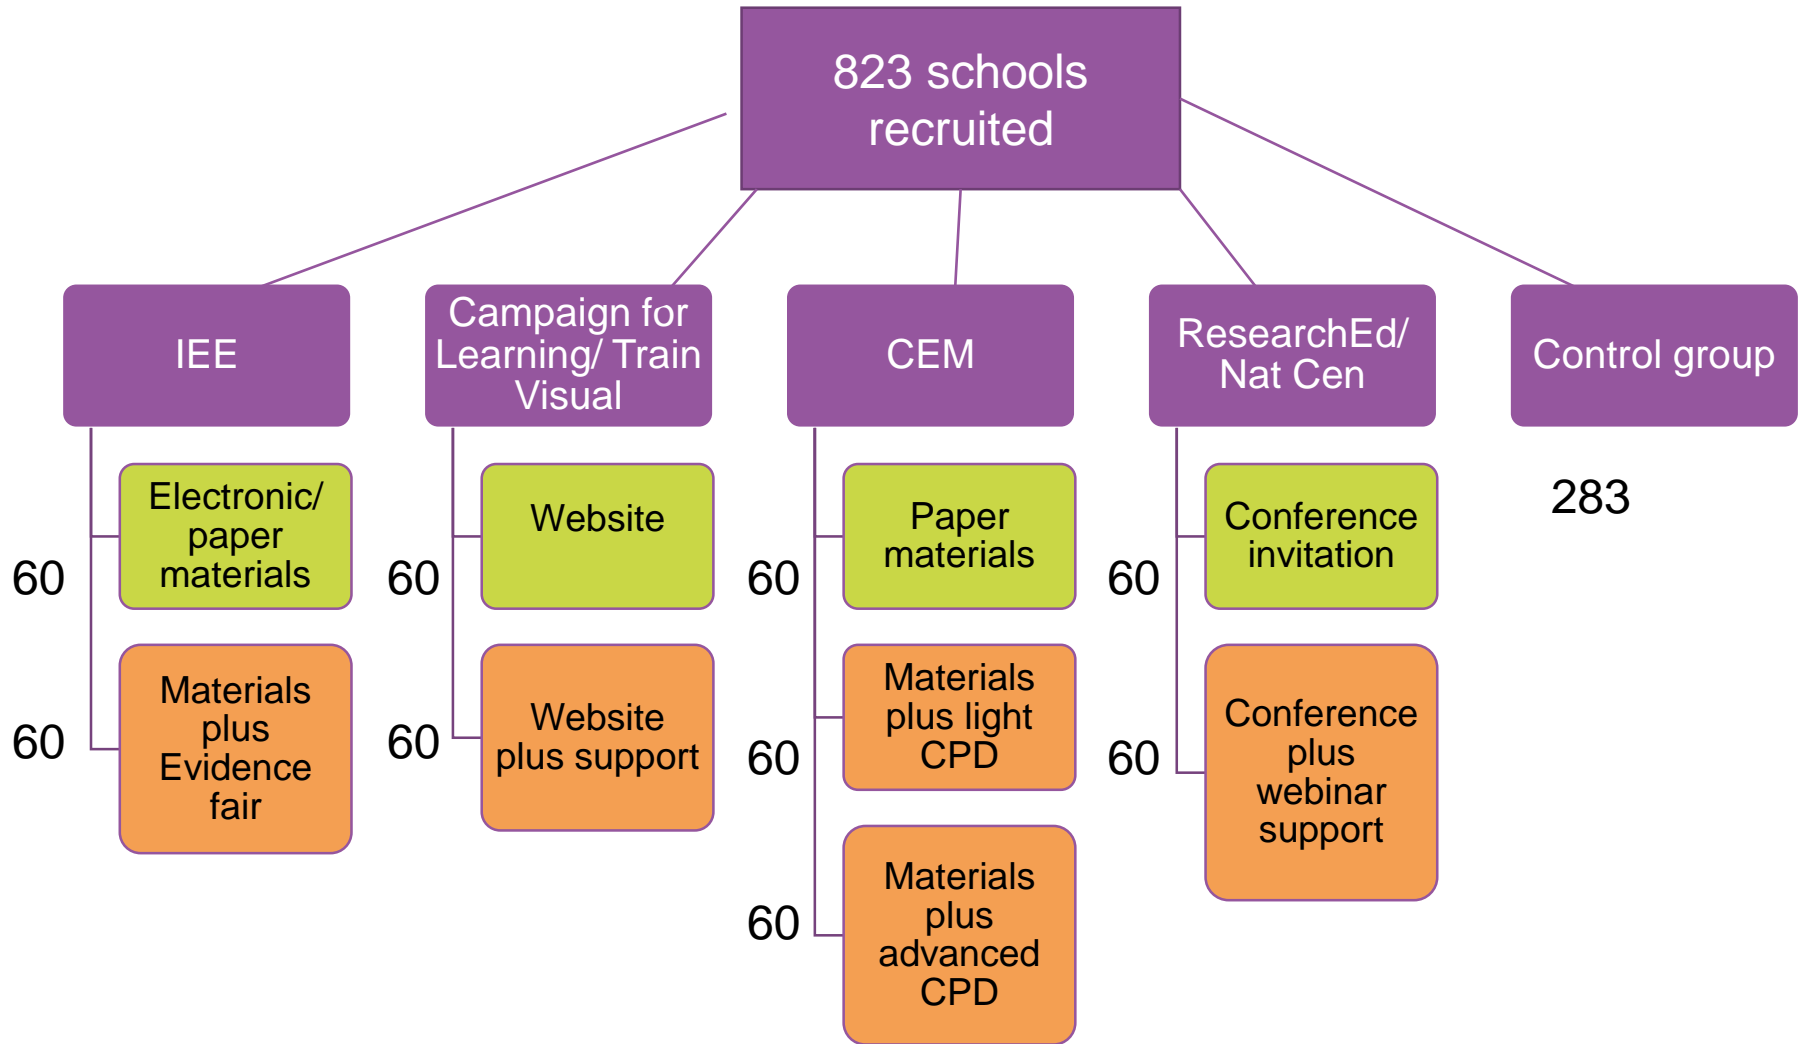 823 schools
recruited
IEE
Campaign for
Learning/ Train
Visual
CEM
ResearchEd/
Nat Cen
Control group
Electronic/
paper
materials
60
Materials
plus
Evidence
fair
60
Website
60
Website
plus support
60
Paper
materials
60
Materials
plus light
CPD
60
Materials
plus
advanced
CPD
60
Conference
invitation
60
Conference
plus
webinar
support
60
283